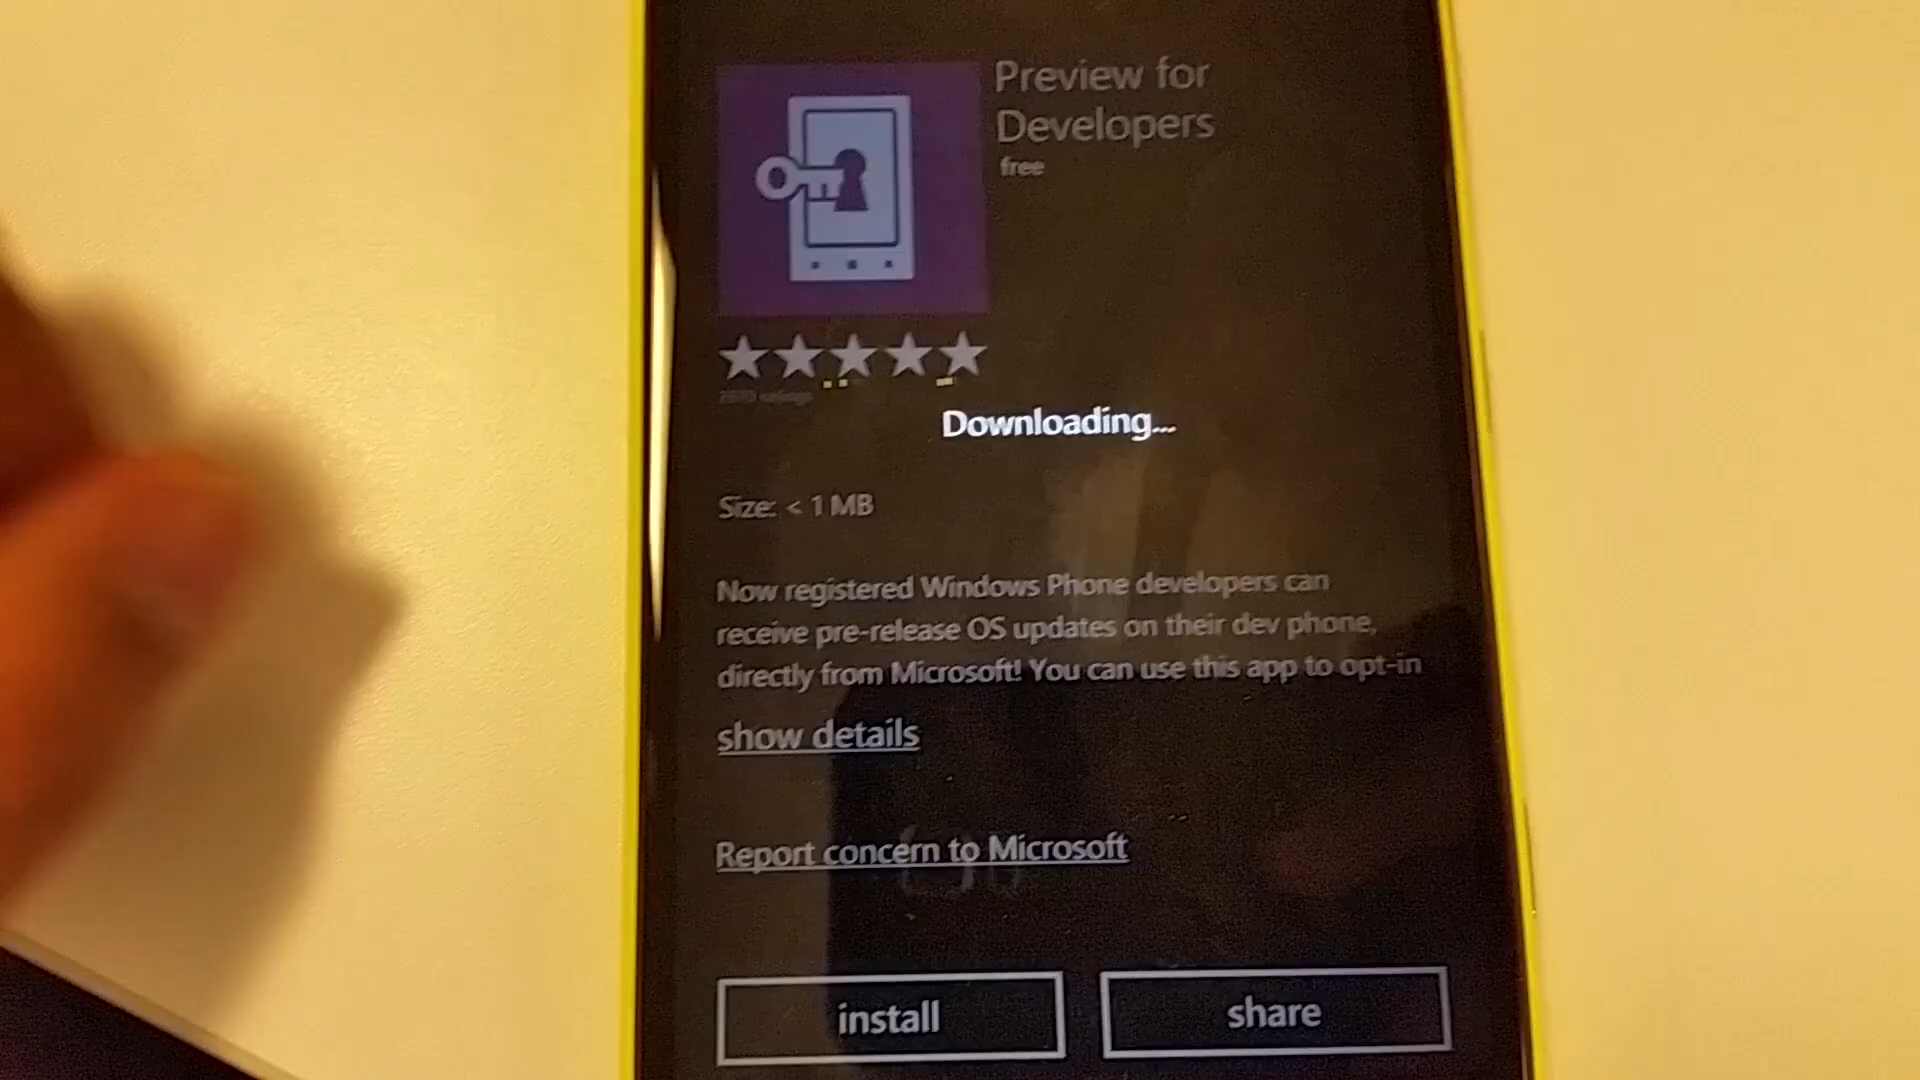 Preview for
Developers
free
Downloading...
Size: < 1 MB
Now registered Windows Phone developers can
receive pre-release OS updates on their dev phone,
directly from Microsoft! You can use this app to opt-in
show details
Report concern to Microsoft
install
share